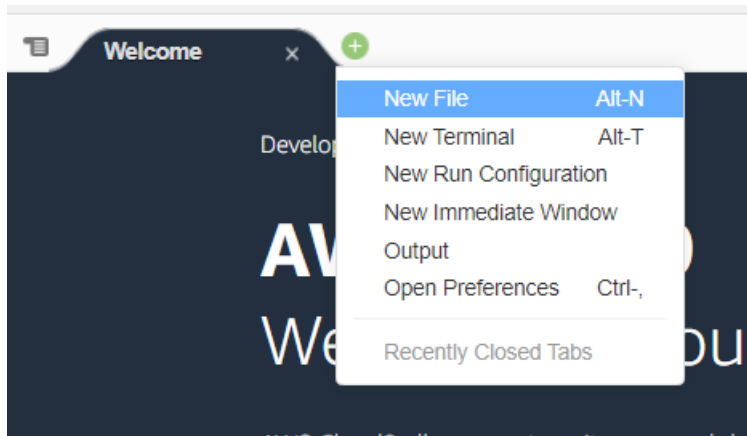 Welcome
New File Alt-N
New Terminal Alt-T
New Run Configuration
New Immediate Window
Output
Open Preferences Ctrl-,
Recently Closed Tabs